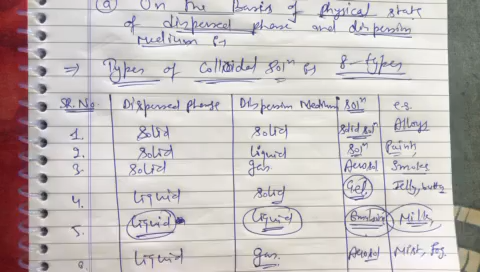 ⓐ On the Basis of physical state
of dispersed phase and dispersion
Medium is
⇒ Types of Colloidal Solⁿ is 8-types
SR.No. Dispersed phase Dispersion Medium Solⁿ e.g.
1. Solid Solid Solid solⁿ Alloys
2. Solid liquid Solⁿ Paint,
3. Solid gas Aerosol Smoke
4. liquid Solid Gel Jelly, butter
5. liquid liquid Emulsion Milk,
liquid gas Aerosol Mist, Fog